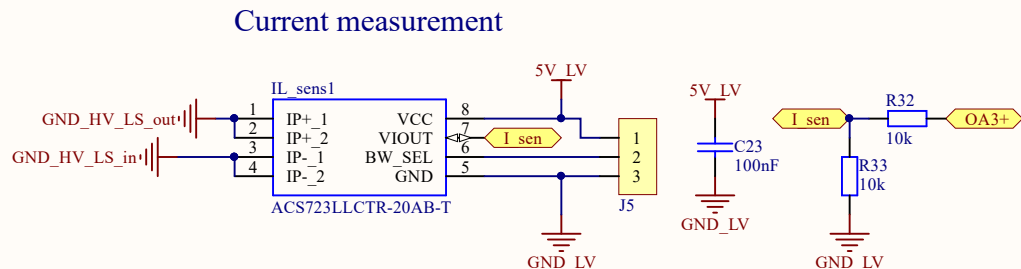 Current measurement
IL_sens1
5V_LV
5V_LV
GND_HV_LS_out
1 IP+_1 VCC 8
2 IP+_2 VIOUT 7 I_sen
GND_HV_LS_in
3 IP-_1 BW_SEL 6
4 IP-_2 GND 5
1
2
3
J5
ACS723LLCTR-20AB-T
GND_LV
C23
100nF
GND_LV
I_sen
R32
10k
OA3+
R33
10k
GND_LV